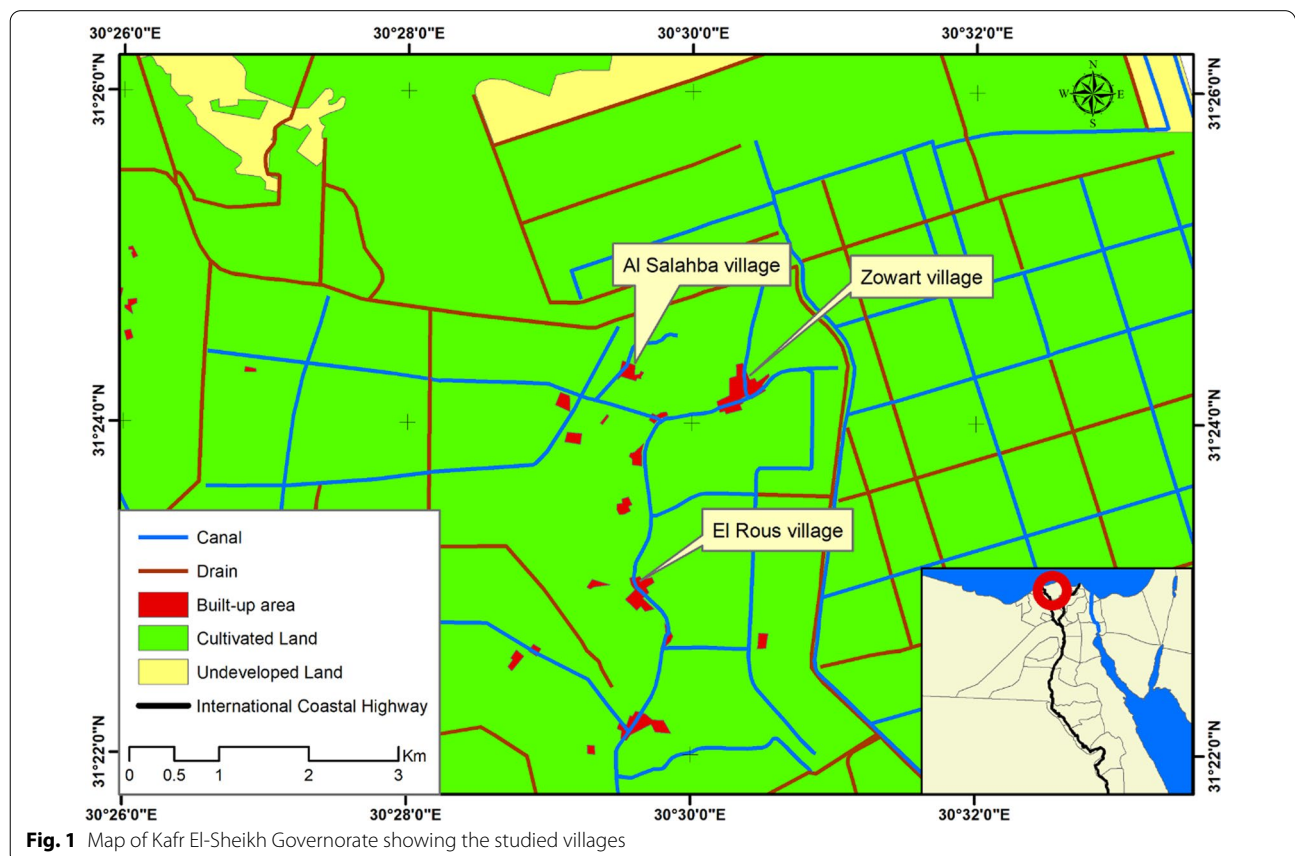 30°26'0"E 30°28'0"E 30°30'0"E 30°32'0"E
31°26'0"N
31°26'0"N
N
W E
S
Al Salahba village
Zowart village
31°24'0"N
31°24'0"N
El Rous village
Canal
Drain
Built-up area
Cultivated Land
Undeveloped Land
International Coastal Highway
Km
0 0.5 1 2 3
31°22'0"N
31°22'0"N
30°26'0"E 30°28'0"E 30°30'0"E 30°32'0"E
Fig. 1 Map of Kafr El-Sheikh Governorate showing the studied villages